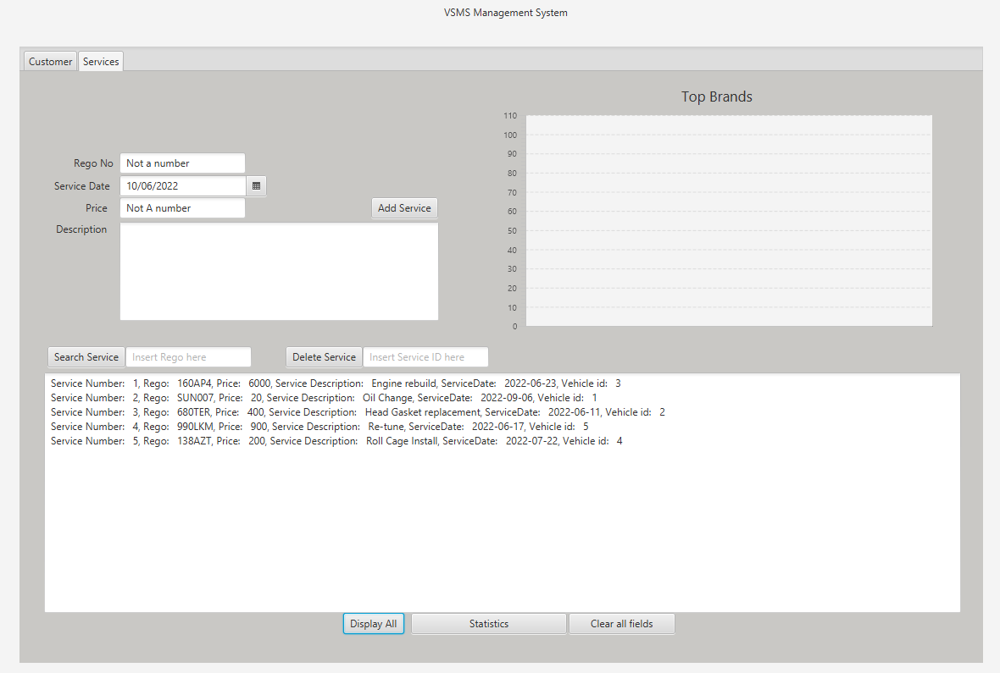 VSMS Management System
Customer Services
Top Brands
110
100
90
80
70
60
50
40
30
20
10
0
Rego No Not a number
Service Date 10/06/2022
Price Not A number Add Service
Description
Search Service Insert Rego here Delete Service Insert Service ID here
Service Number: 1, Rego: 160AP4, Price: 6000, Service Description: Engine rebuild, ServiceDate: 2022-06-23, Vehicle id: 3
Service Number: 2, Rego: SUN007, Price: 20, Service Description: Oil Change, ServiceDate: 2022-09-06, Vehicle id: 1
Service Number: 3, Rego: 680TER, Price: 400, Service Description: Head Gasket replacement, ServiceDate: 2022-06-11, Vehicle id: 2
Service Number: 4, Rego: 990LKM, Price: 900, Service Description: Re-tune, ServiceDate: 2022-06-17, Vehicle id: 5
Service Number: 5, Rego: 138AZT, Price: 200, Service Description: Roll Cage Install, ServiceDate: 2022-07-22, Vehicle id: 4
Display All Statistics Clear all fields